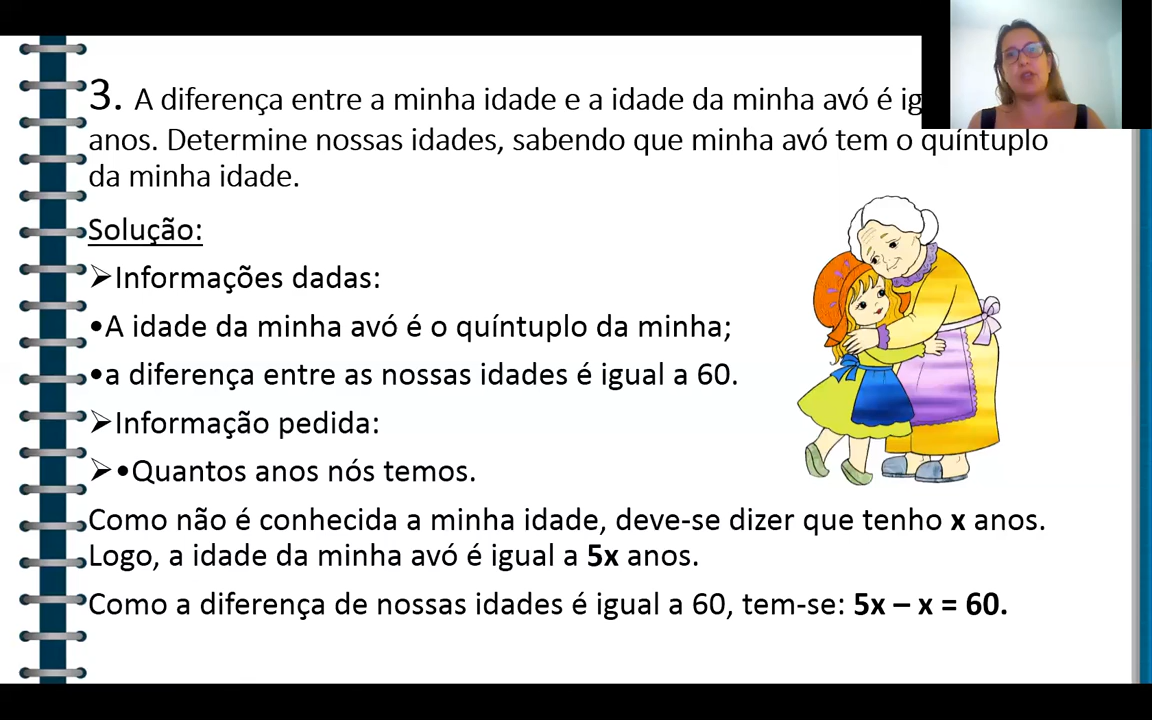 3. A diferença entre a minha idade e a idade da minha avó é
anos. Determine nossas idades, sabendo que minha avó tem o quíntuplo
da minha idade.
Solução:
➢Informações dadas:
•A idade da minha avó é o quíntuplo da minha;
•a diferença entre as nossas idades é igual a 60.
➢Informação pedida:
➢•Quantos anos nós temos.
Como não é conhecida a minha idade, deve-se dizer que tenho x anos.
Logo, a idade da minha avó é igual a 5x anos.
Como a diferença de nossas idades é igual a 60, tem-se: 5x – x = 60.